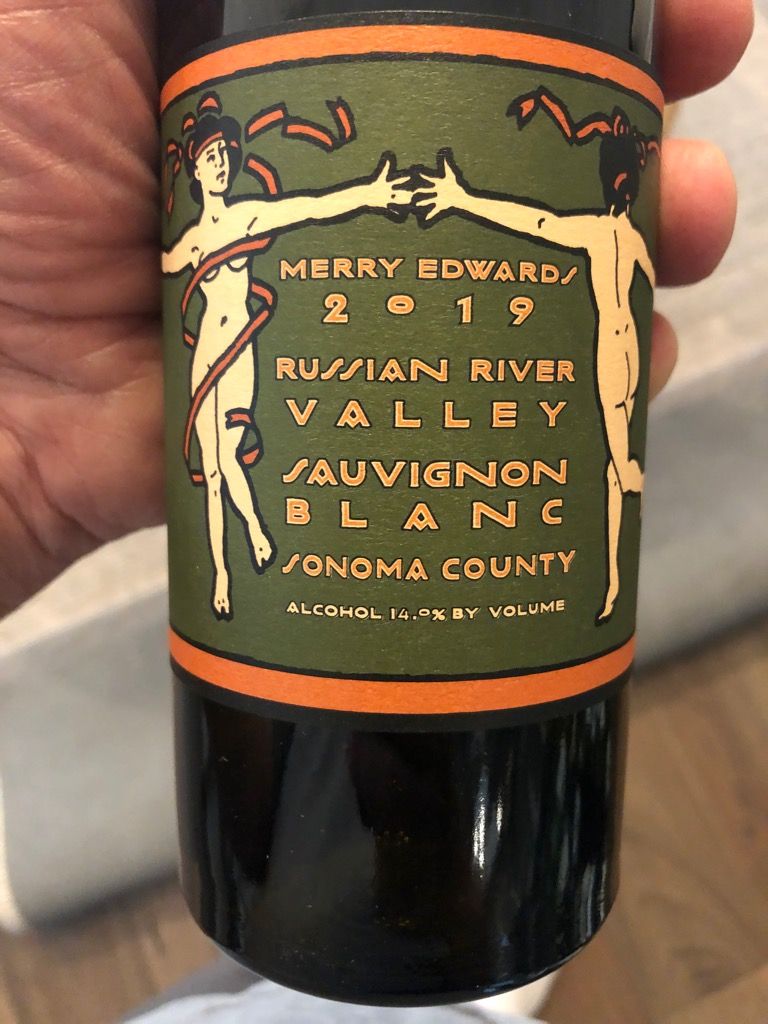 MERRY EDWARDS
2019
RUSSIAN RIVER
VALLEY
SAUVIGNON
BLANC
SONOMA COUNTY
ALCOHOL 14.0% BY VOLUME